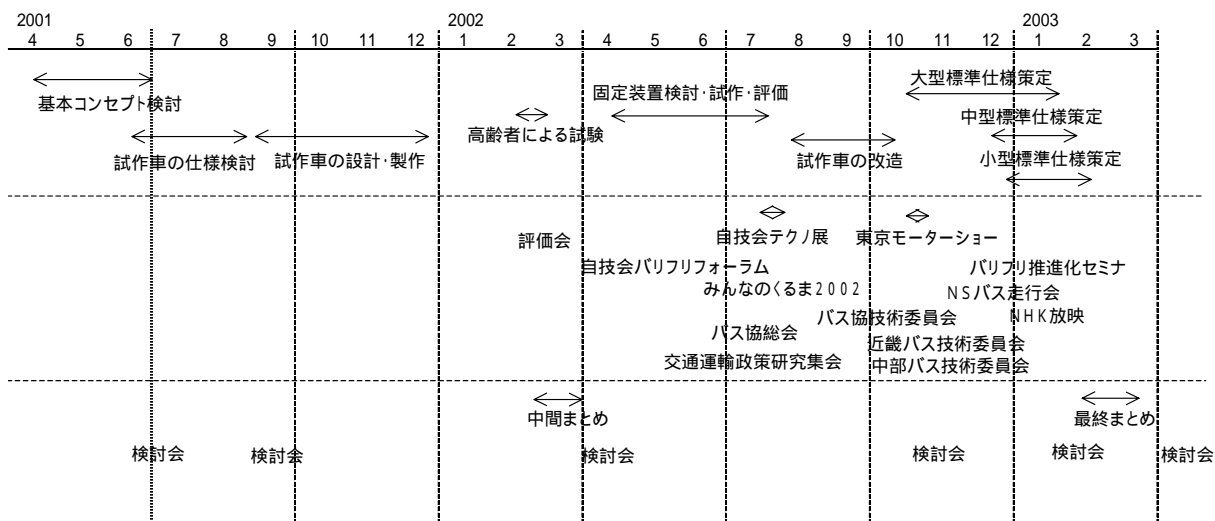 2001 2002 2003
4 5 6 7 8 9 10 11 12 1 2 3 4 5 6 7 8 9 10 11 12 1 2 3
大型標準仕様策定
固定装置検討・試作・評価
基本コンセプト検討
中型標準仕様策定
高齢者による試験
試作車の仕様検討
試作車の設計・製作
試作車の改造
小型標準仕様策定
評価会
自技会テクノ展
東京モーターショー
自技会バリフリフォーラム
バリフリ推進化セミナ
みんなのくるま2002
NSバス走行会
バス協技術委員会
NHK放映
バス協総会
近畿バス技術委員会
交通運輸政策研究集会
中部バス技術委員会
中間まとめ
最終まとめ
検討会 検討会 検討会 検討会 検討会 検討会